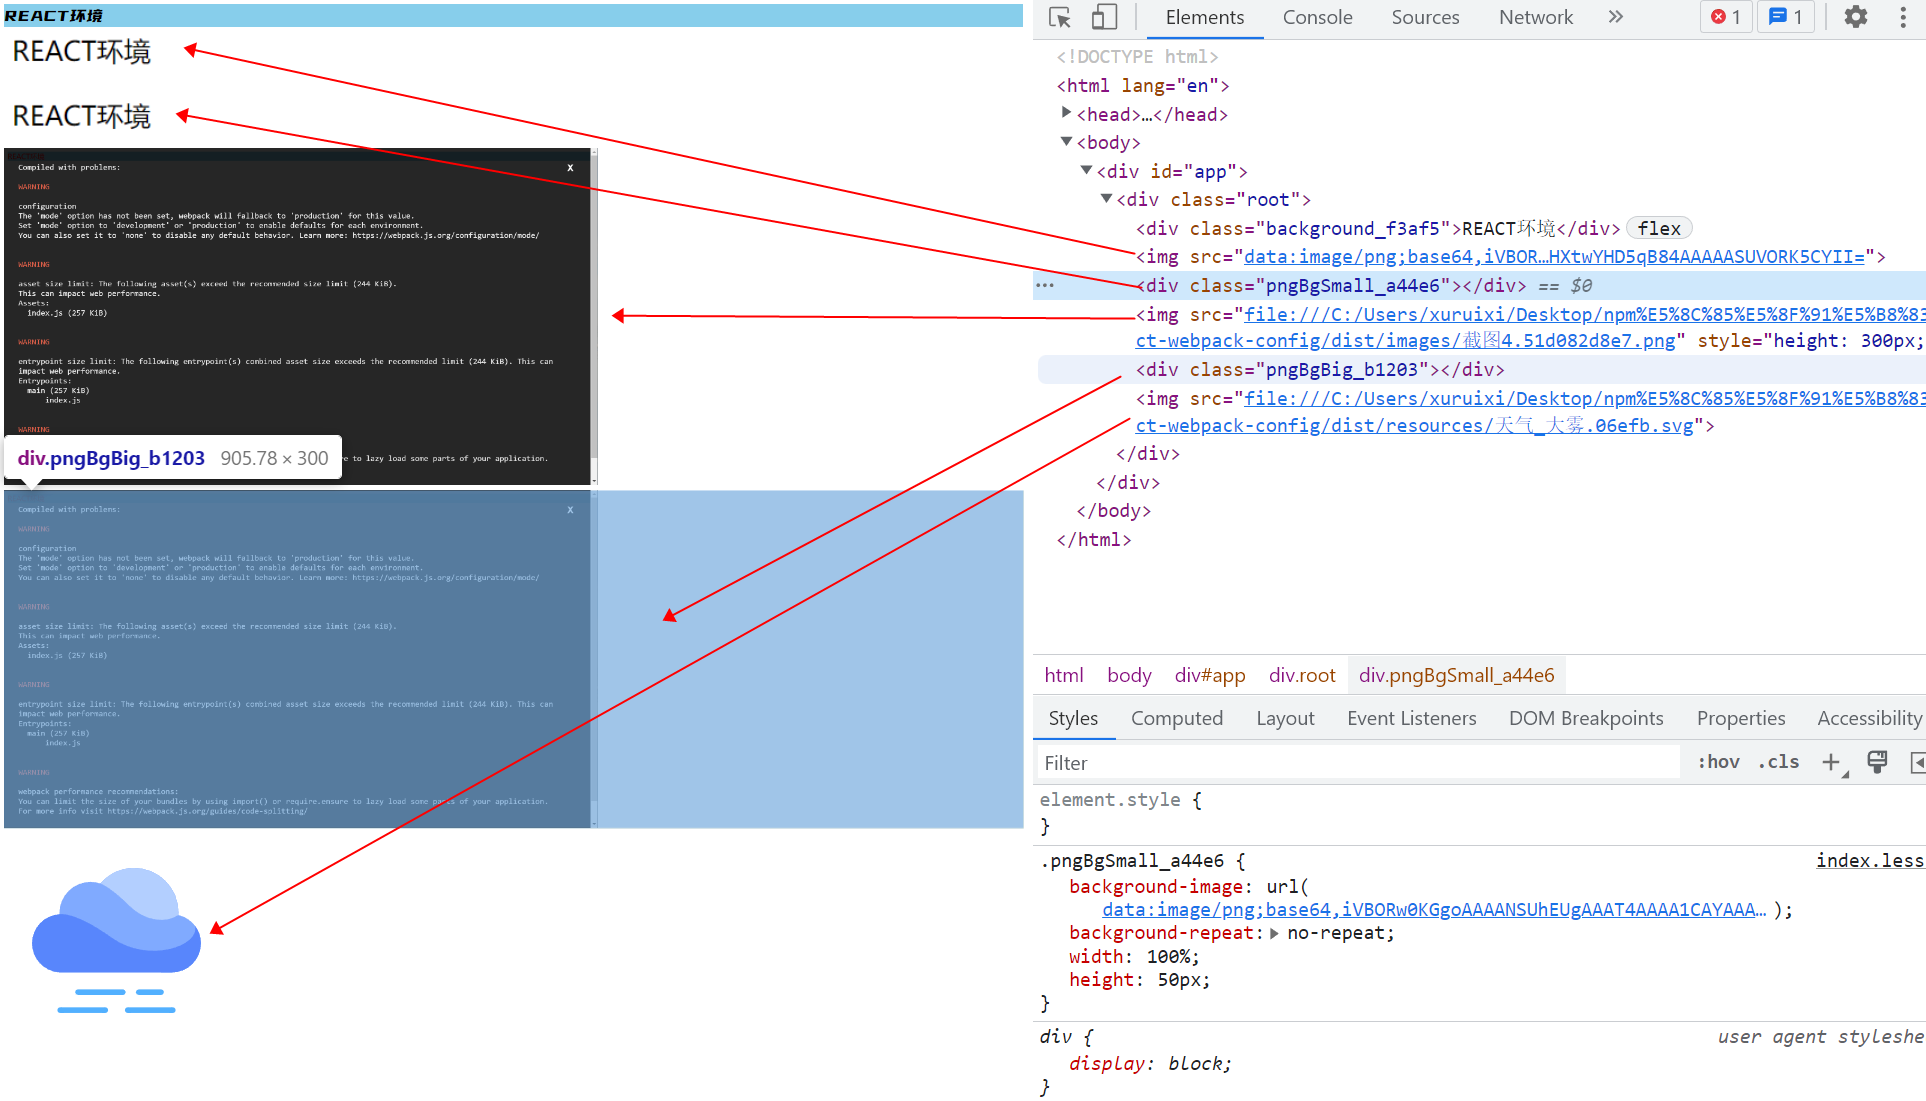 REACT环境
REACT环境
REACT环境
Compiled with problems:
X
WARNING
configuration
The 'mode' option has not been set, webpack will fallback to 'production' for this value.
Set 'mode' option to 'development' or 'production' to enable defaults for each environment.
You can also set it to 'none' to disable any default behavior. Learn more: https://webpack.js.org/configuration/mode/
WARNING
asset size limit: The following asset(s) exceed the recommended size limit (244 KiB).
This can impact web performance.
Assets:
index.js (257 KiB)
WARNING
entrypoint size limit: The following entrypoint(s) combined asset size exceeds the recommended limit (244 KiB). This can
impact web performance.
Entrypoints:
main (257 KiB)
index.js
WARNING
div.pngBgBig_b1203 905.78 × 300
re to lazy load some parts of your application.
Compiled with problems:
X
WARNING
configuration
The 'mode' option has not been set, webpack will fallback to 'production' for this value.
Set 'mode' option to 'development' or 'production' to enable defaults for each environment.
You can also set it to 'none' to disable any default behavior. Learn more: https://webpack.js.org/configuration/mode/
WARNING
asset size limit: The following asset(s) exceed the recommended size limit (244 KiB).
This can impact web performance.
Assets:
index.js (257 KiB)
WARNING
entrypoint size limit: The following entrypoint(s) combined asset size exceeds the recommended limit (244 KiB). This can
impact web performance.
Entrypoints:
main (257 KiB)
index.js
WARNING
webpack performance recommendations:
You can limit the size of your bundles by using import() or require.ensure to lazy load some parts of your application.
For more info visit https://webpack.js.org/guides/code-splitting/
Elements Console Sources Network » 1 1
<!DOCTYPE html>
<html lang="en">
<head>…</head>
<body>
<div id="app">
<div class="root">
<div class="background_f3af5">REACT环境</div> flex
<img src="data:image/png;base64,iVBOR…HXtwYHD5qB84AAAAASUVORK5CYII=">
<div class="pngBgSmall_a44e6"></div> == $0
<img src="file:///C:/Users/xuruixi/Desktop/npm%E5%8C%85%E5%8F%91%E5%B8%83
ct-webpack-config/dist/images/截图4.51d082d8e7.png" style="height: 300px;
<div class="pngBgBig_b1203"></div>
<img src="file:///C:/Users/xuruixi/Desktop/npm%E5%8C%85%E5%8F%91%E5%B8%83
ct-webpack-config/dist/resources/天气_大雾.06efb.svg">
</div>
</div>
</body>
</html>
html body div#app div.root div.pngBgSmall_a44e6
Styles Computed Layout Event Listeners DOM Breakpoints Properties Accessibility
Filter :hov .cls +
element.style {
}
.pngBgSmall_a44e6 { index.less
background-image: url(
data:image/png;base64,iVBORw0KGgoAAAANSUhEUgAAAT4AAAA1CAYAAA… );
background-repeat: no-repeat;
width: 100%;
height: 50px;
}
div { user agent styleshe
display: block;
}